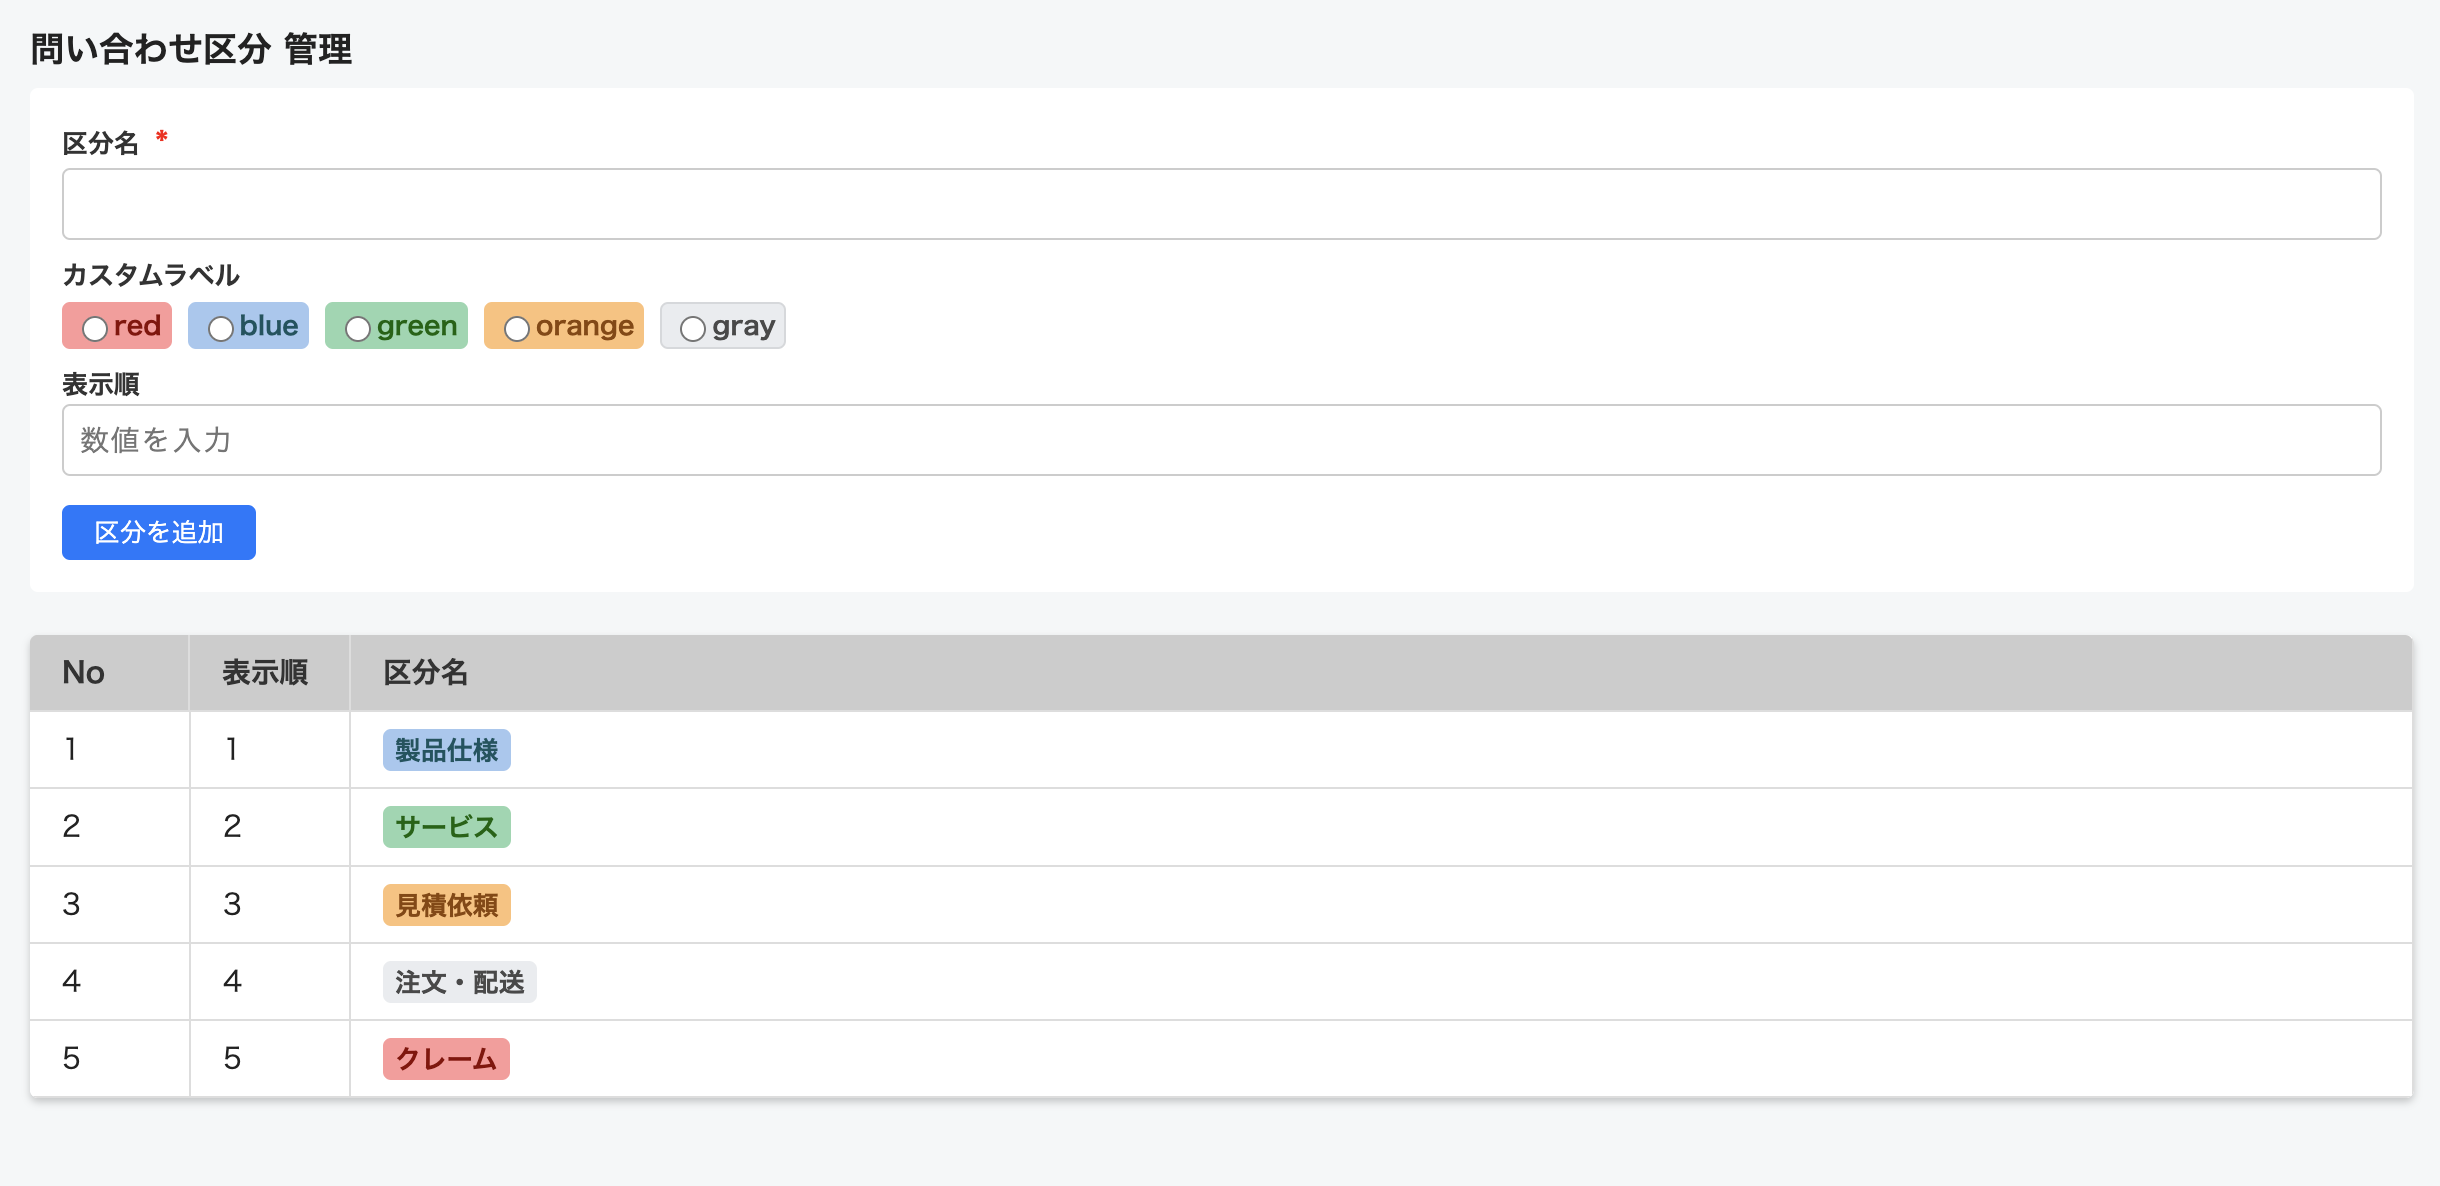 問い合わせ区分 管理
区分名 *
カスタムラベル
red blue green orange gray
表示順
数値を入力
区分を追加
No 表示順 区分名
1 1 製品仕様
2 2 サービス
3 3 見積依頼
4 4 注文・配送
5 5 クレーム